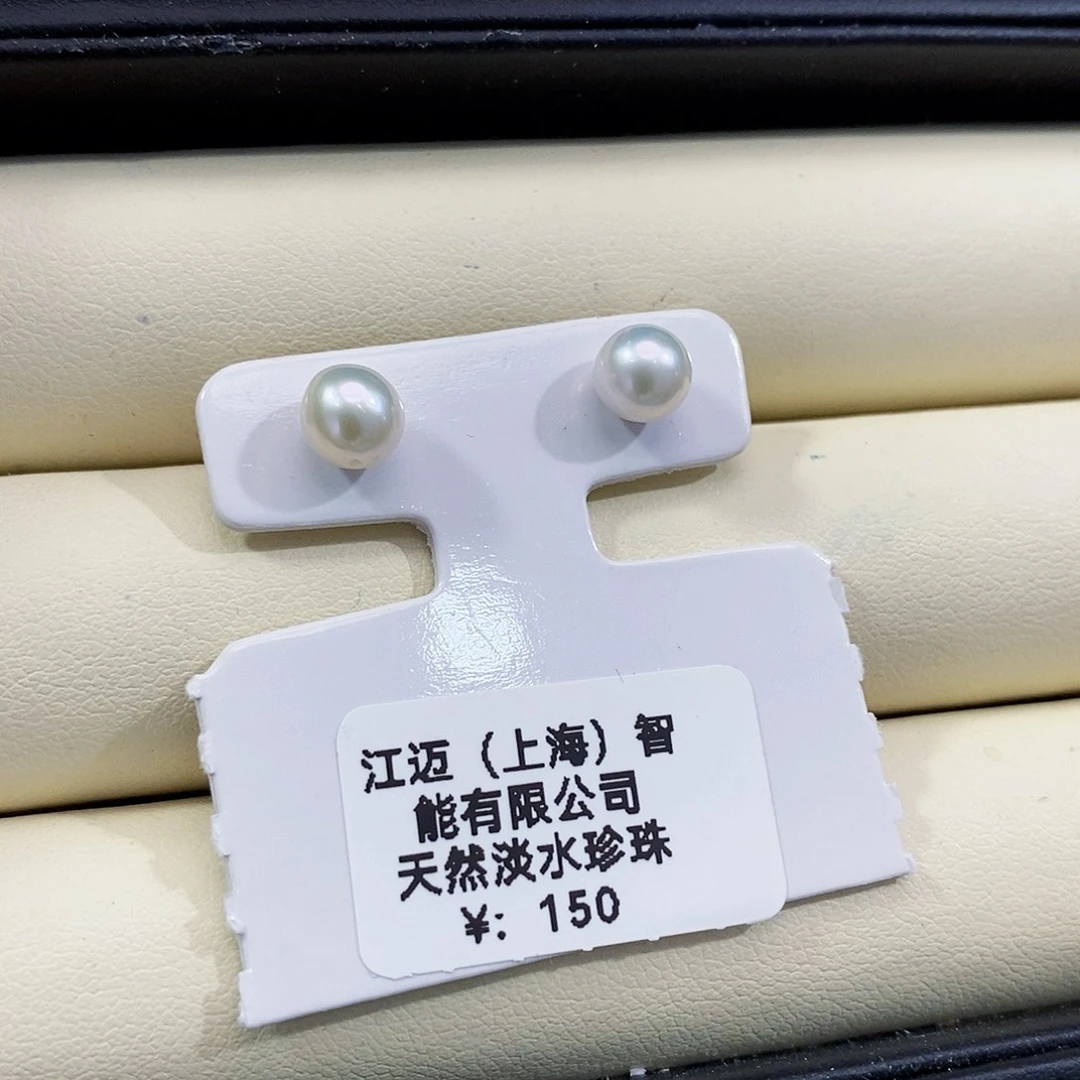 江迈（上海）智
能有限公司
天然淡水珍珠
¥: 150